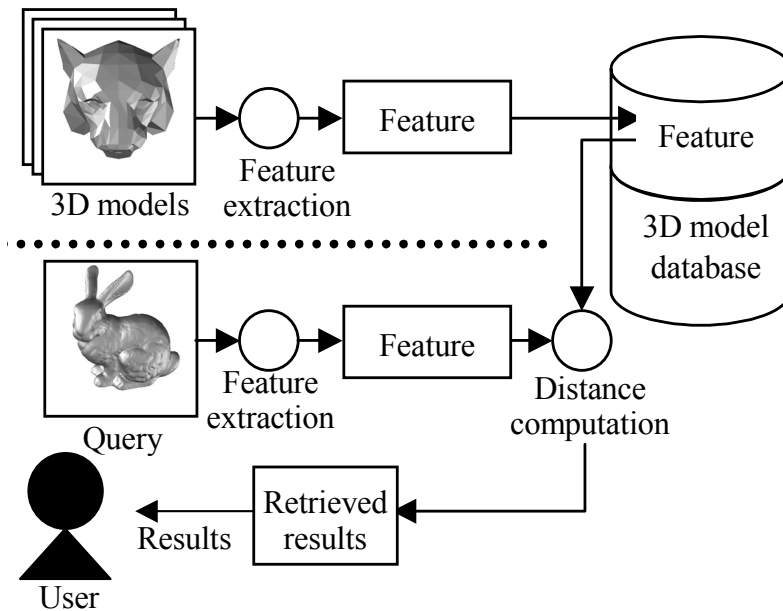 Feature
Feature
3D models
Feature
extraction
3D model
database
Feature
Query
Feature
extraction
Distance
computation
Retrieved
results
Results
User